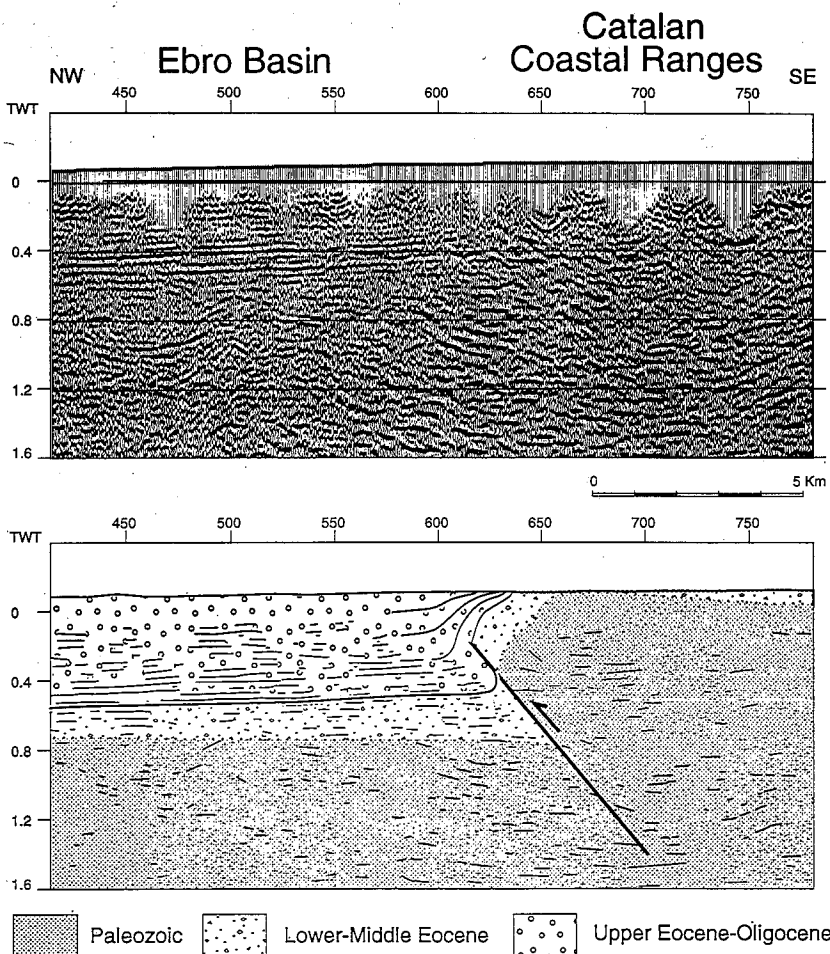 Ebro Basin
Catalan
Coastal Ranges
NW
SE
TWT
450 500 550 600 650 700 750
0
0.4
0.8
1.2
1.6
0 5 Km
450 500 550 600 650 700 750
TWT
0
0.4
0.8
1.2
1.6
Paleozoic
Lower-Middle Eocene
Upper Eocene-Oligocene